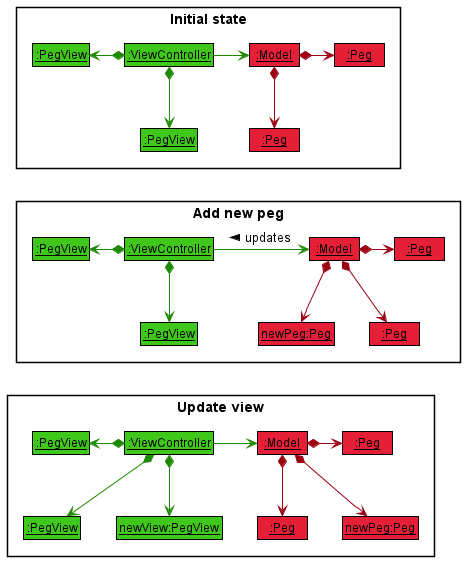 Initial state
:PegView :ViewController :Model :Peg
:PegView :Peg
Add new peg
updates
:PegView :ViewController :Model :Peg
:PegView newPeg:Peg :Peg
Update view
:PegView :ViewController :Model :Peg
:PegView newView:PegView :Peg newPeg:Peg